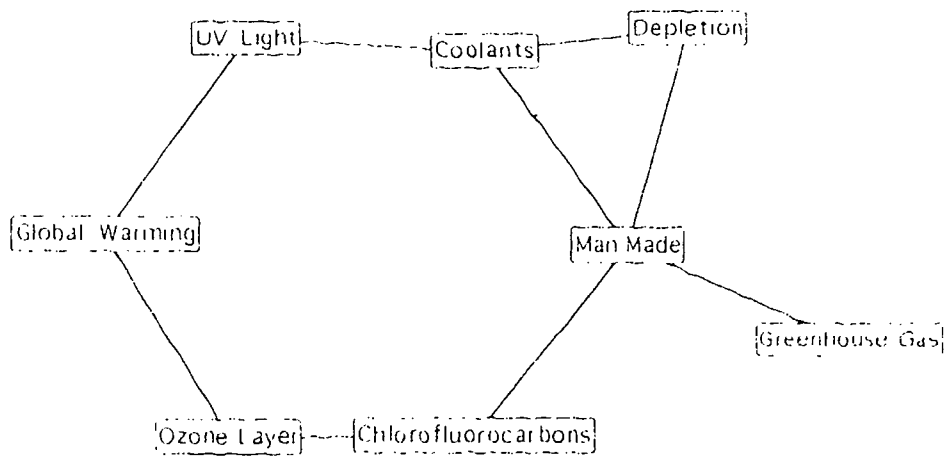 UV Light
Coolants
Depletion
Global Warming
Man Made
Greenhouse Gas
Ozone Layer
Chlorofluorocarbons